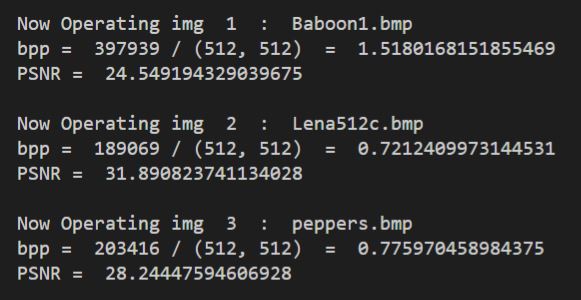 Now Operating img  1  :  Baboon1.bmp
bpp =  397939 / (512, 512)  =  1.5180168151855469
PSNR =  24.549194329039675
Now Operating img  2  :  Lena512c.bmp
bpp =  189069 / (512, 512)  =  0.7212409973144531
PSNR =  31.890823741134028
Now Operating img  3  :  peppers.bmp
bpp =  203416 / (512, 512)  =  0.775970458984375
PSNR =  28.24447594606928